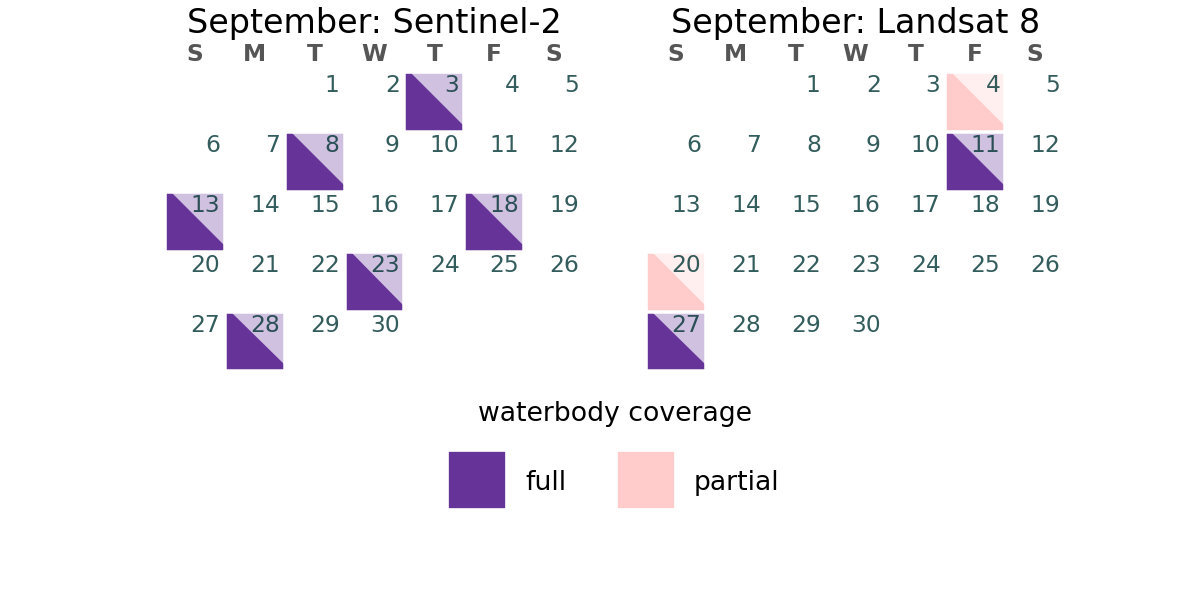 September: Sentinel-2
S M T W T F S
1 2 3 4 5
6 7 8 9 10 11 12
13 14 15 16 17 18 19
20 21 22 23 24 25 26
27 28 29 30
September: Landsat 8
S M T W T F S
1 2 3 4 5
6 7 8 9 10 11 12
13 14 15 16 17 18 19
20 21 22 23 24 25 26
27 28 29 30
waterbody coverage
full partial